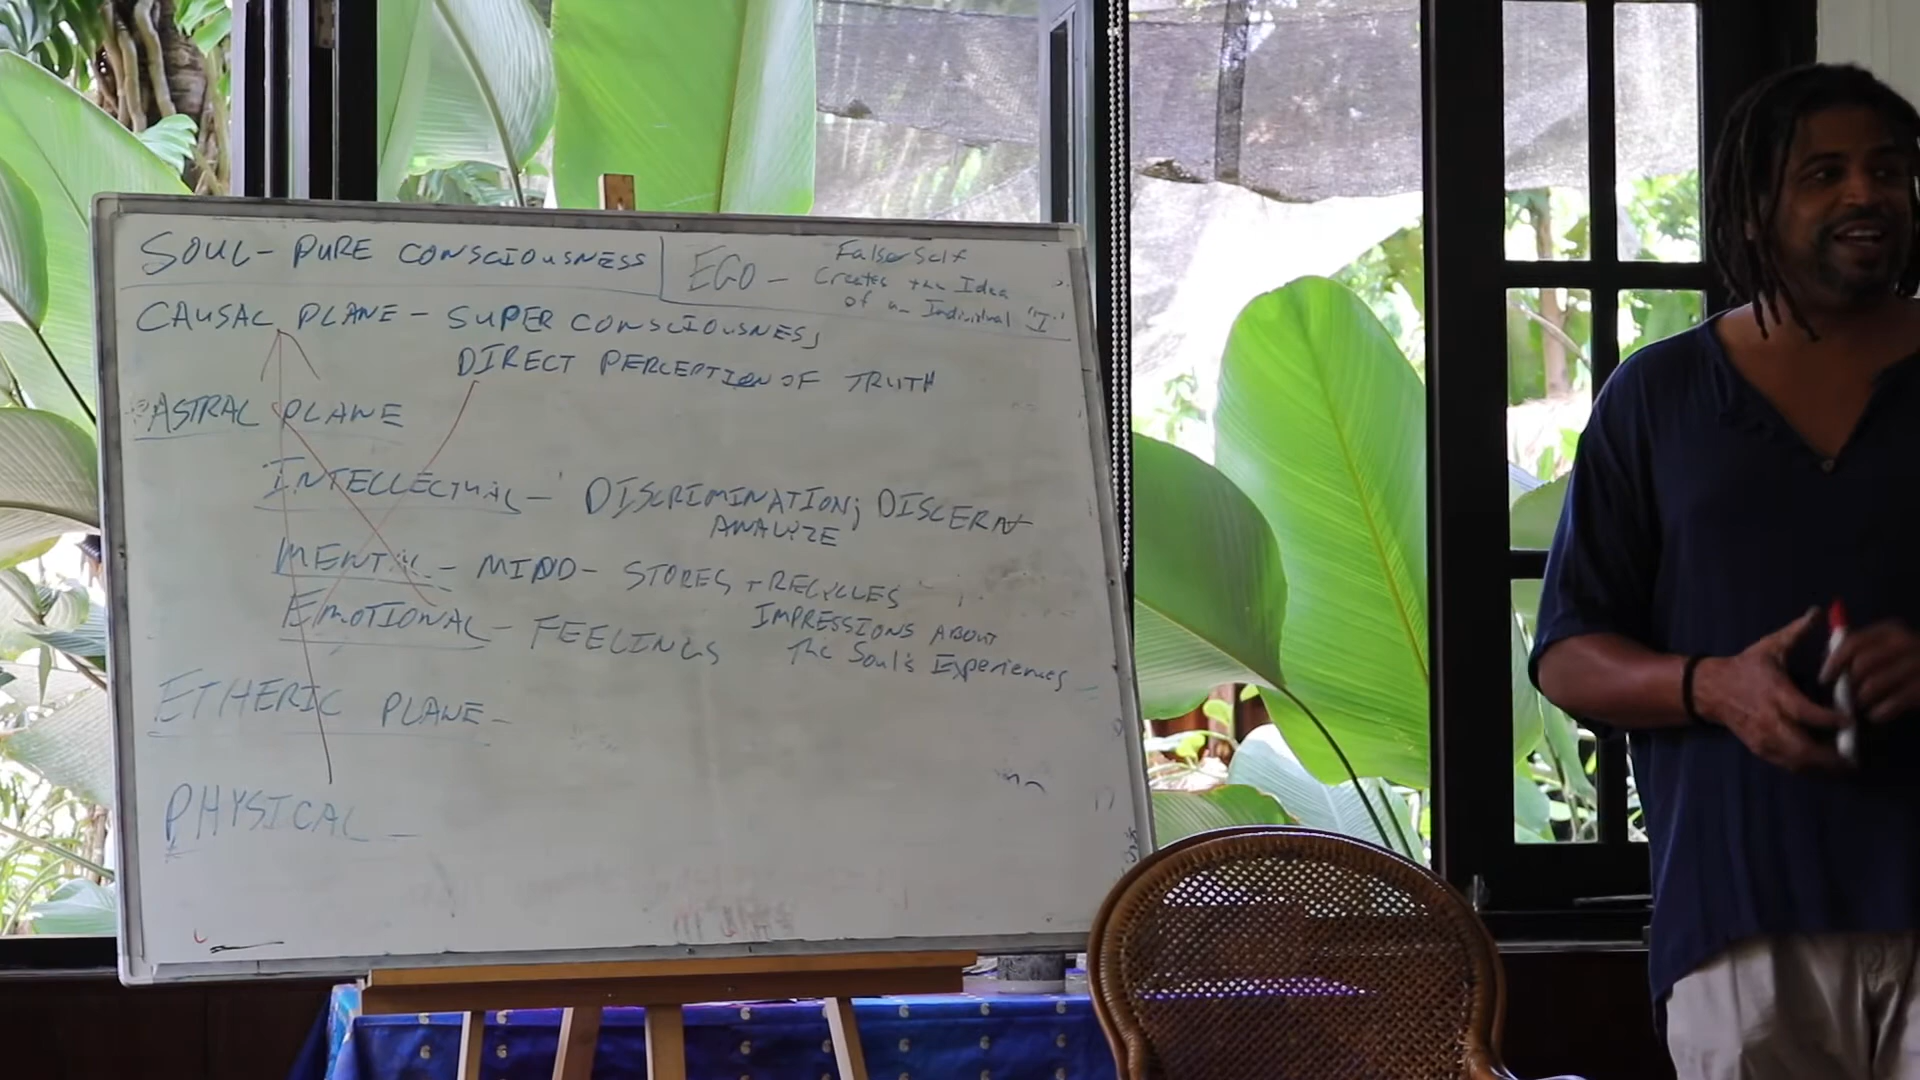 SOUL - PURE CONSCIOUSNESS
EGO - False Self
Creates the Idea
of an Individual "I"
CAUSAL PLANE - SUPER CONSCIOUSNESS;
DIRECT PERCEPTION OF TRUTH
ASTRAL PLANE
INTELLECTUAL - DISCRIMINATION; DISCERN
ANALYZE
MENTAL - MIND - STORES + RECYCLES
IMPRESSIONS ABOUT
The Soul's Experiences
EMOTIONAL - FEELINGS
ETHERIC PLANE -
PHYSICAL -